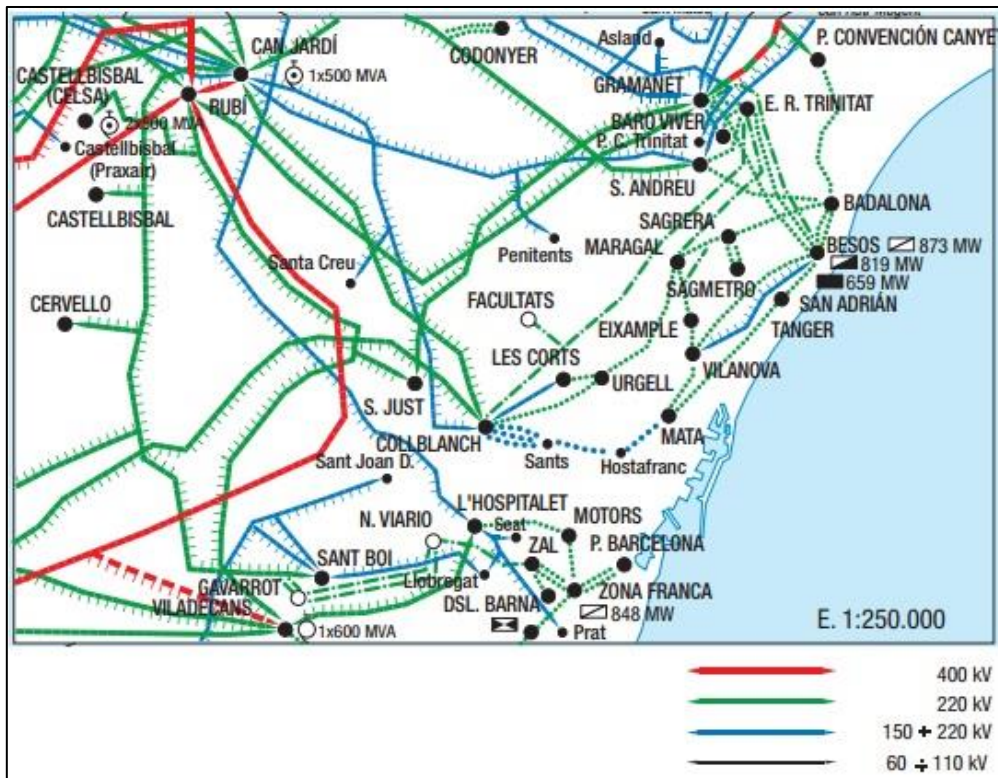 CAN JARDÍ
1x500 MVA
CODONYER
Asland
P. CONVENCIÓN CANYE
CASTELLBISBAL
(CELSA)
RUBÍ
GRAMANET
E. R. TRINITAT
Castellbisbal
(Praxair)
BARO VIVER
P. C. Trinitat
S. ANDREU
CASTELLBISBAL
BADALONA
SAGRERA
MARAGAL
Penitents
BESOS
873 MW
819 MW
659 MW
Santa Creu
SAGMETRO
SAN ADRIÁN
CERVELLO
FACULTATS
EIXAMPLE
TANGER
LES CORTS
URGELL
VILANOVA
S. JUST
COLLBLANCH
MATA
Sants
Hostafranc
Sant Joan D.
L'HOSPITALET
Seat
MOTORS
N. VIARIO
ZAL
P. BARCELONA
SANT BOI
Llobregat
GAVARROT
ZONA FRANCA
VILADECANS
DSL. BARNA
848 MW
1x600 MVA
Prat
E. 1:250.000
400 kV
220 kV
150 ÷ 220 kV
60 ÷ 110 kV